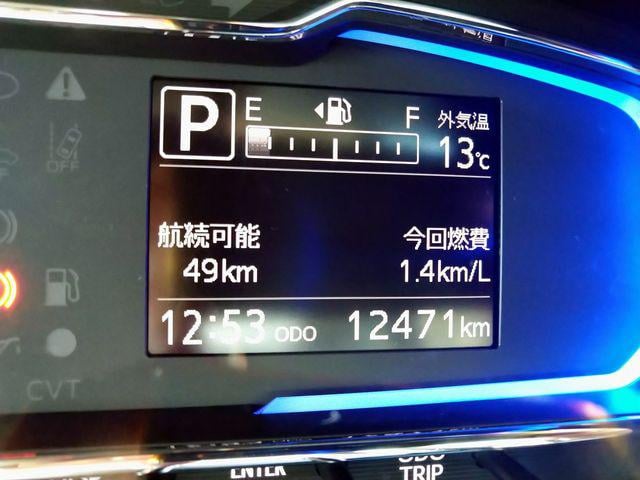 P
E F 外気温
13℃
航続可能 今回燃費
49km 1.4km/L
12:53 ODO 12471km
OFF
CVT
ENTER
ODO
TRIP